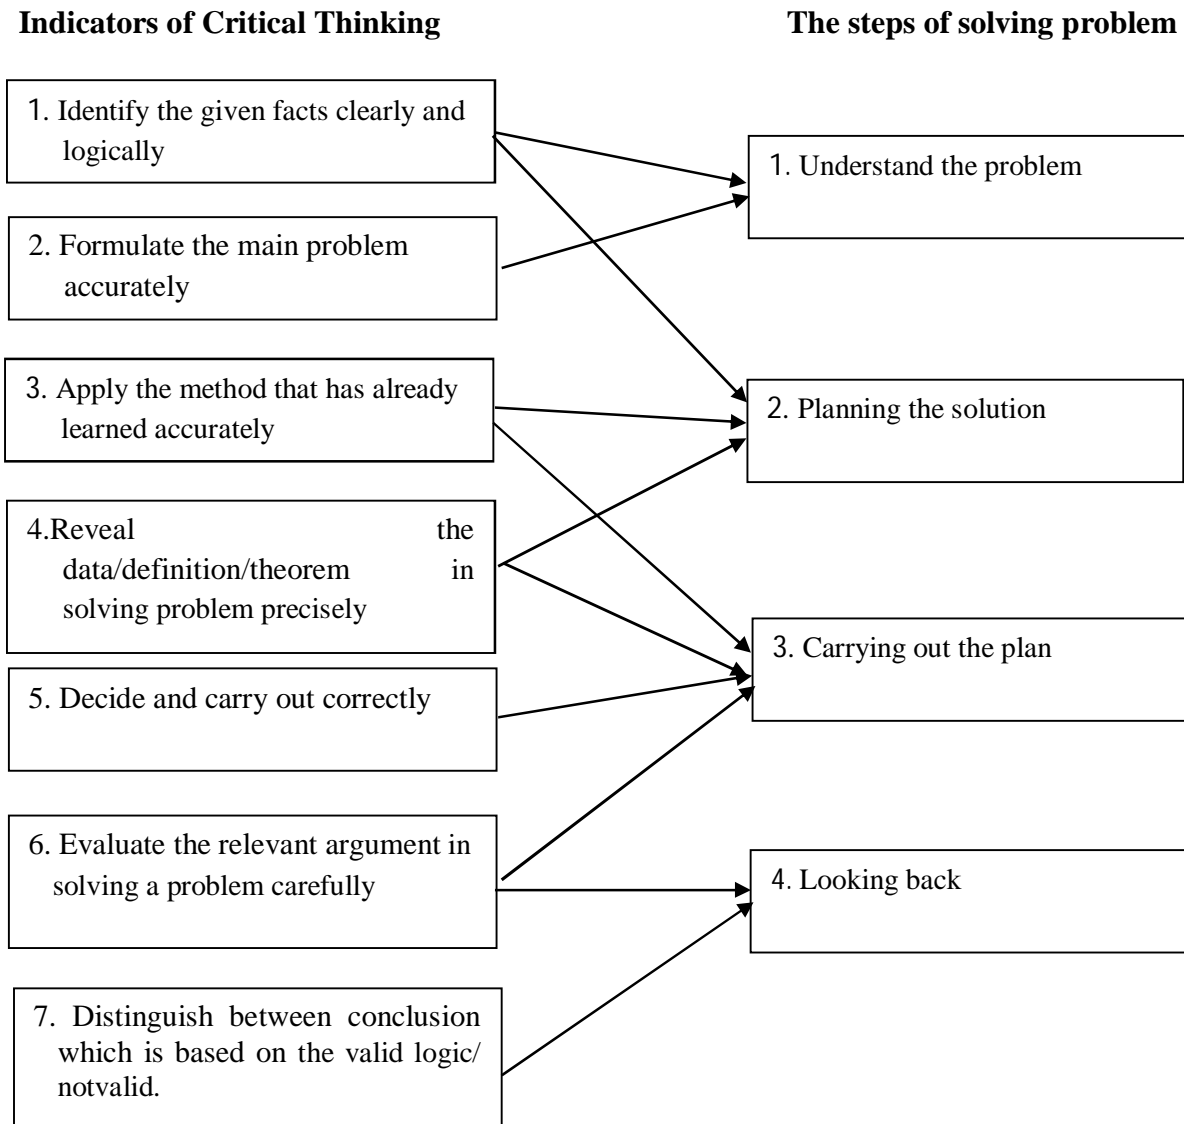 Indicators of Critical Thinking
The steps of solving problem
1. Identify the given facts clearly and
logically
2. Formulate the main problem
accurately
3. Apply the method that has already
learned accurately
4.Reveal the
data/definition/theorem in
solving problem precisely
5. Decide and carry out correctly
6. Evaluate the relevant argument in
solving a problem carefully
7. Distinguish between conclusion
which is based on the valid logic/
notvalid.
1. Understand the problem
2. Planning the solution
3. Carrying out the plan
4. Looking back